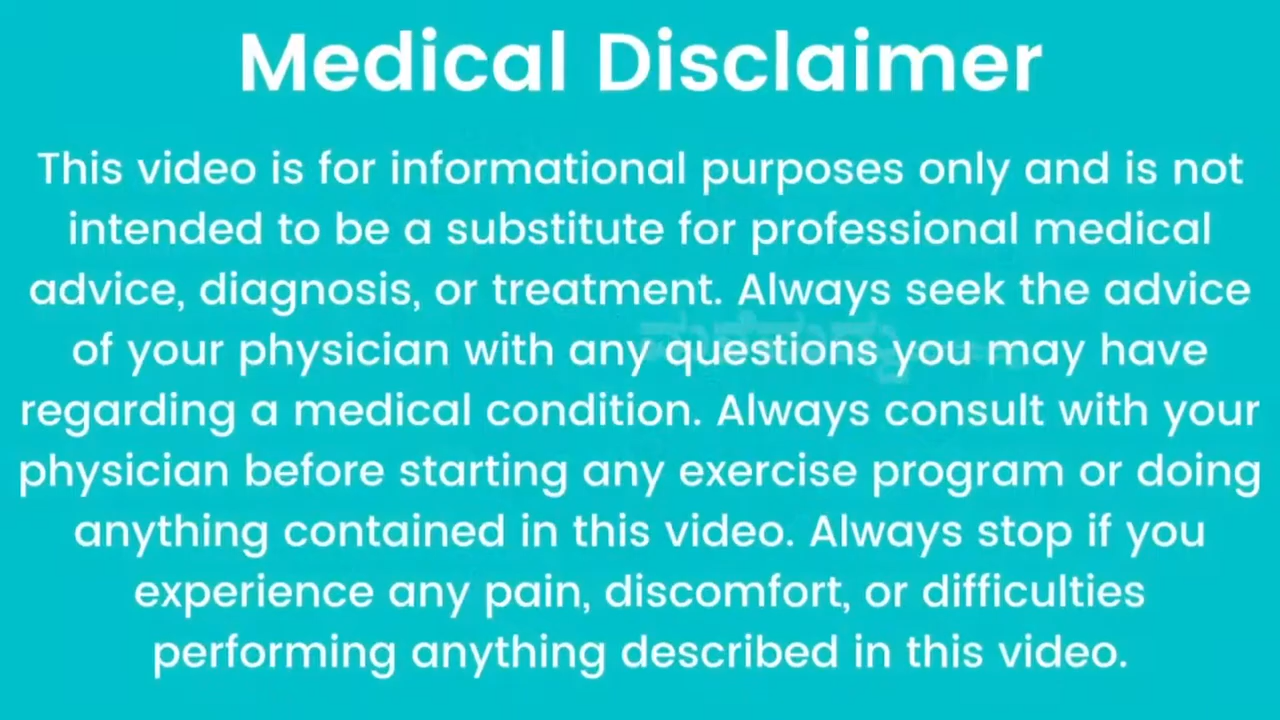 Medical Disclaimer
This video is for informational purposes only and is not
intended to be a substitute for professional medical
advice, diagnosis, or treatment. Always seek the advice
of your physician with any questions you may have
regarding a medical condition. Always consult with your
physician before starting any exercise program or doing
anything contained in this video. Always stop if you
experience any pain, discomfort, or difficulties
performing anything described in this video.